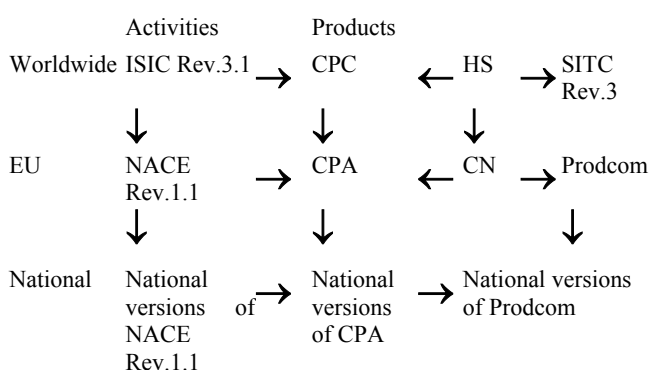 Activities Products
Worldwide ISIC Rev.3.1 → CPC ← HS → SITC
Rev.3
↓ ↓ ↓
EU NACE → CPA ← CN → Prodcom
Rev.1.1
↓ ↓ ↓
National National → National → National versions
versions of versions of Prodcom
NACE of CPA
Rev.1.1